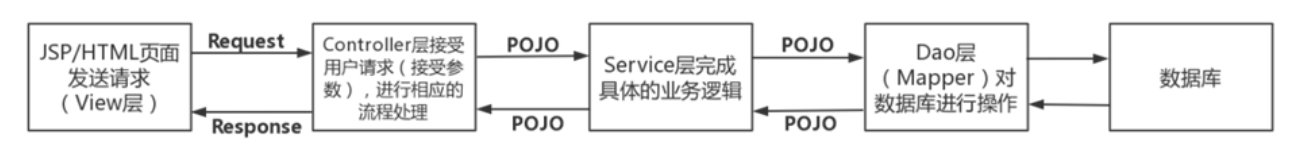 JSP/HTML页面
发送请求
（View层）
Request
Response
Controller层接受
用户请求（接受参
数），进行相应的
流程处理
POJO
POJO
Service层完成
具体的业务逻辑
POJO
POJO
Dao层
（Mapper）对
数据库进行操作
数据库